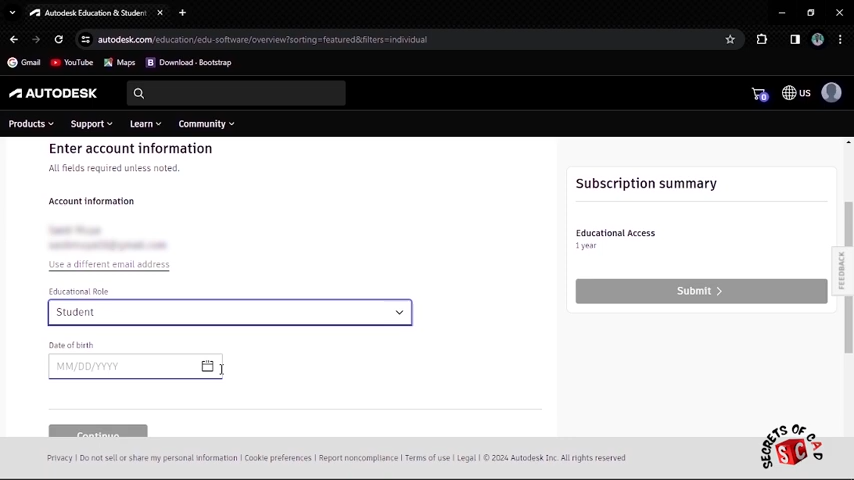 Autodesk Education & Student
autodesk.com/education/edu-software/overview?sorting=featured&filters=individual
Gmail YouTube Maps Download - Bootstrap
AUTODESK
0 US
Products Support Learn Community
Enter account information
All fields required unless noted.
Account information
Use a different email address
Educational Role
Student
Date of birth
MM/DD/YYYY
Continue
Subscription summary
Educational Access
1 year
Submit
FEEDBACK
Privacy | Do not sell or share my personal information | Cookie preferences | Report noncompliance | Terms of use | Legal | © 2024 Autodesk Inc. All rights reserved
SECRETS OF CAD
SC